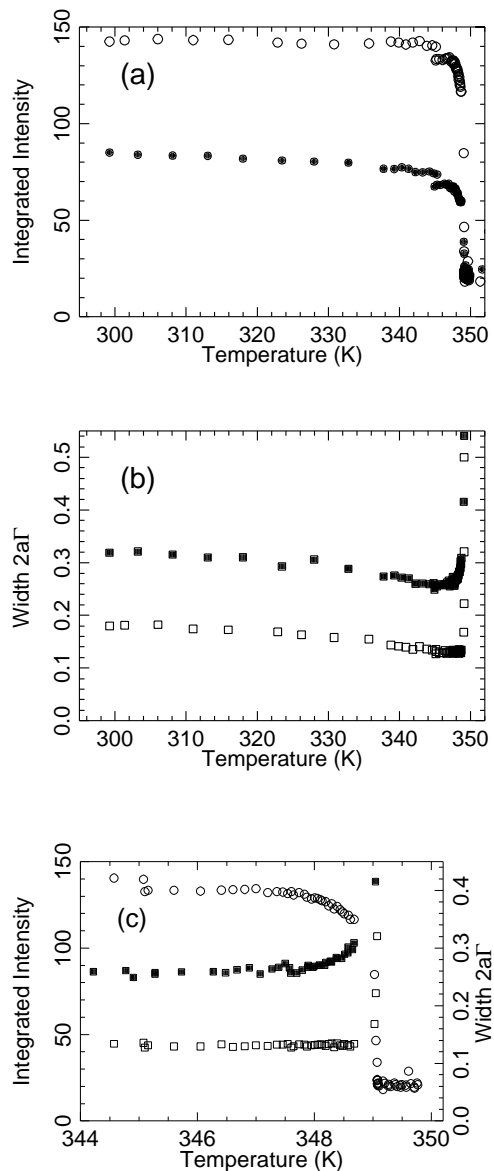 150
(a)
100
50
0
Integrated Intensity
300 310 320 330 340 350
Temperature (K)
0.5
(b)
0.4
0.3
0.2
0.1
0.0
Width 2aΓ
300 310 320 330 340 350
Temperature (K)
150
(c)
100
50
0
Integrated Intensity
0.4
0.3
0.2
0.1
0.0
Width 2aΓ
344 346 348 350
Temperature (K)